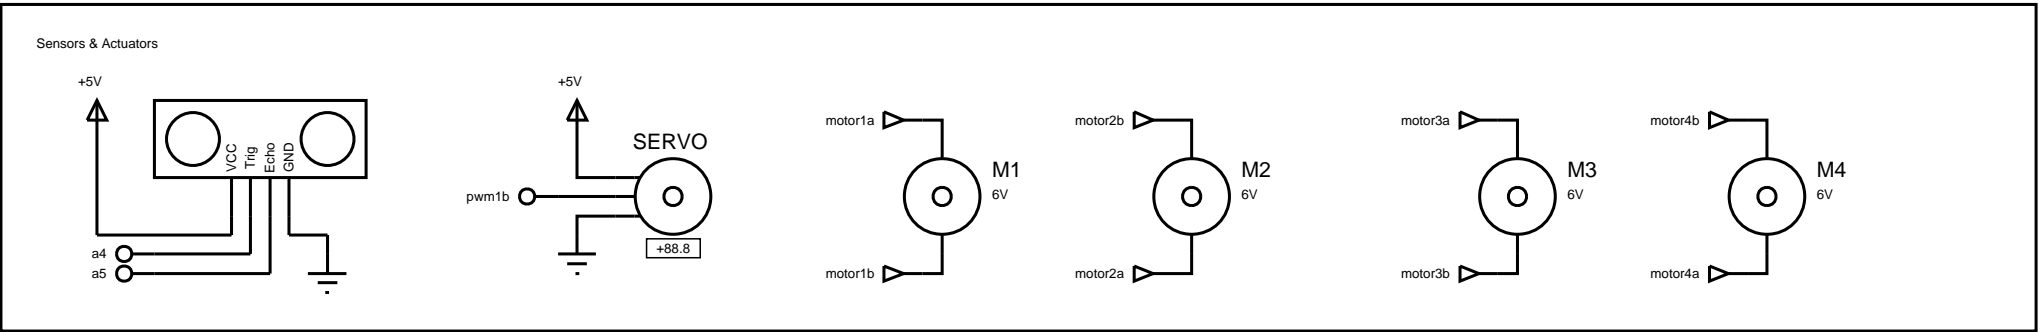 Sensors & Actuators
+5V
VCC
Trig
Echo
GND
a4
a5
+5V
SERVO
pwm1b
+88.8
motor1a
M1
6V
motor1b
motor2b
M2
6V
motor2a
motor3a
M3
6V
motor3b
motor4b
M4
6V
motor4a